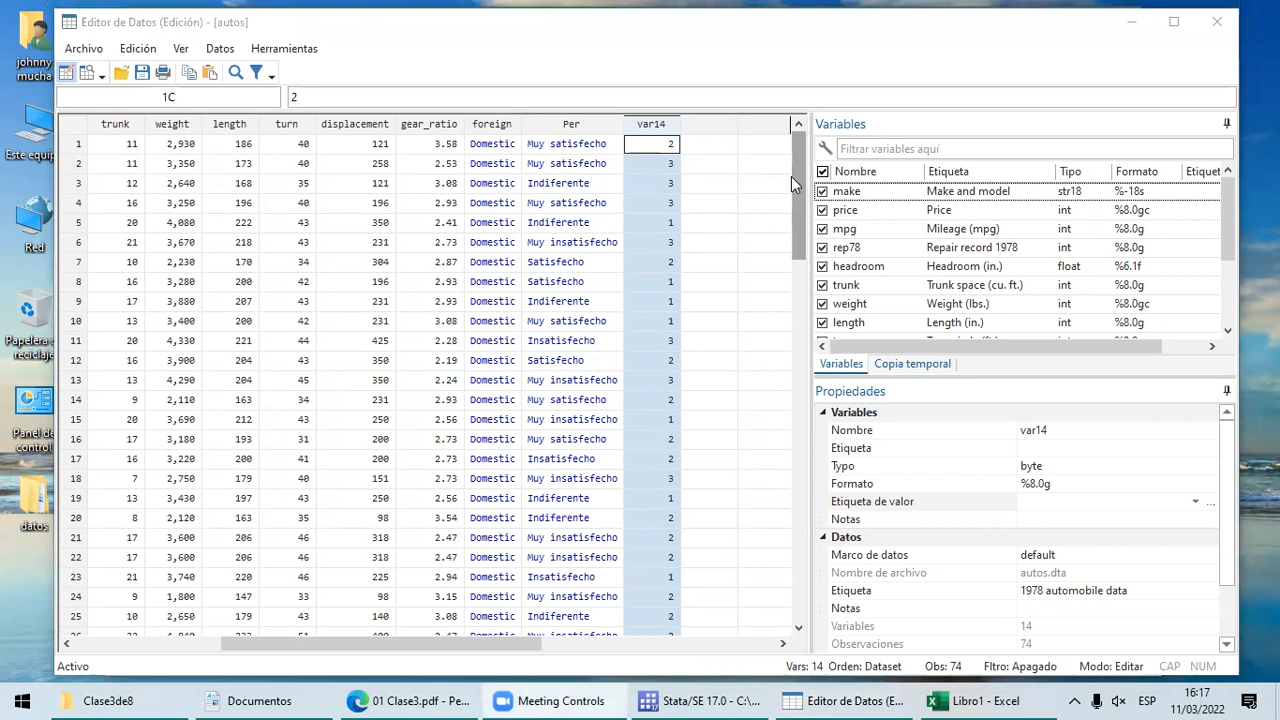 Editor de Datos (Edición) - [autos]
Archivo Edición Ver Datos Herramientas
1C 2
trunk weight length turn displacement gear_ratio foreign Per var14
1 11 2,930 186 40 121 3.58 Domestic Muy satisfecho 2
2 11 3,350 173 40 258 2.53 Domestic Muy satisfecho 3
3 12 2,640 168 35 121 3.08 Domestic Indiferente 3
4 16 3,250 196 40 196 2.93 Domestic Muy satisfecho 3
5 20 4,080 222 43 350 2.41 Domestic Indiferente 1
6 21 3,670 218 43 231 2.73 Domestic Muy insatisfecho 3
7 10 2,230 170 34 304 2.87 Domestic Satisfecho 2
8 16 3,280 200 42 196 2.93 Domestic Satisfecho 1
9 17 3,880 207 43 231 2.93 Domestic Indiferente 1
10 13 3,400 200 42 231 3.08 Domestic Muy satisfecho 1
11 20 4,330 221 44 425 2.28 Domestic Insatisfecho 3
12 16 3,900 204 43 350 2.19 Domestic Satisfecho 2
13 13 4,290 204 45 350 2.24 Domestic Muy insatisfecho 3
14 9 2,110 163 34 231 2.93 Domestic Muy satisfecho 2
15 20 3,690 212 43 250 2.56 Domestic Muy insatisfecho 1
16 17 3,180 193 31 200 2.73 Domestic Muy satisfecho 2
17 16 3,220 200 41 200 2.73 Domestic Insatisfecho 2
18 7 2,750 179 40 151 2.73 Domestic Muy insatisfecho 3
19 13 3,430 197 43 250 2.56 Domestic Indiferente 1
20 8 2,120 163 35 98 3.54 Domestic Indiferente 2
21 17 3,600 206 46 318 2.47 Domestic Muy insatisfecho 2
22 17 3,600 206 46 318 2.47 Domestic Muy insatisfecho 2
23 21 3,740 220 46 225 2.94 Domestic Insatisfecho 1
24 9 1,800 147 33 98 3.15 Domestic Muy insatisfecho 2
25 10 2,650 179 43 140 3.08 Domestic Indiferente 2
Variables
Filtrar variables aquí
Nombre Etiqueta Tipo Formato Etiquet
make Make and model str18 %-18s
price Price int %8.0gc
mpg Mileage (mpg) int %8.0g
rep78 Repair record 1978 int %8.0g
headroom Headroom (in.) float %6.1f
trunk Trunk space (cu. ft.) int %8.0g
weight Weight (lbs.) int %8.0gc
length Length (in.) int %8.0g
Variables Copia temporal
Propiedades
Variables
Nombre var14
Etiqueta
Typo byte
Formato %8.0g
Etiqueta de valor ...
Notas
Datos
Marco de datos default
Nombre de archivo autos.dta
Etiqueta 1978 automobile data
Notas
Variables 14
Observaciones 74
Activo Vars: 14 Orden: Dataset Obs: 74 Fltro: Apagado Modo: Editar CAP NUM
johnny
mucha
Este equip
Red
Papelera d
reciclaje
Panel de
control
datos
Clase3de8 Documentos 01 Clase3.pdf - Pe... Meeting Controls Stata/SE 17.0 - C:\... Editor de Datos (E... Libro1 - Excel ESP 16:17
11/03/2022